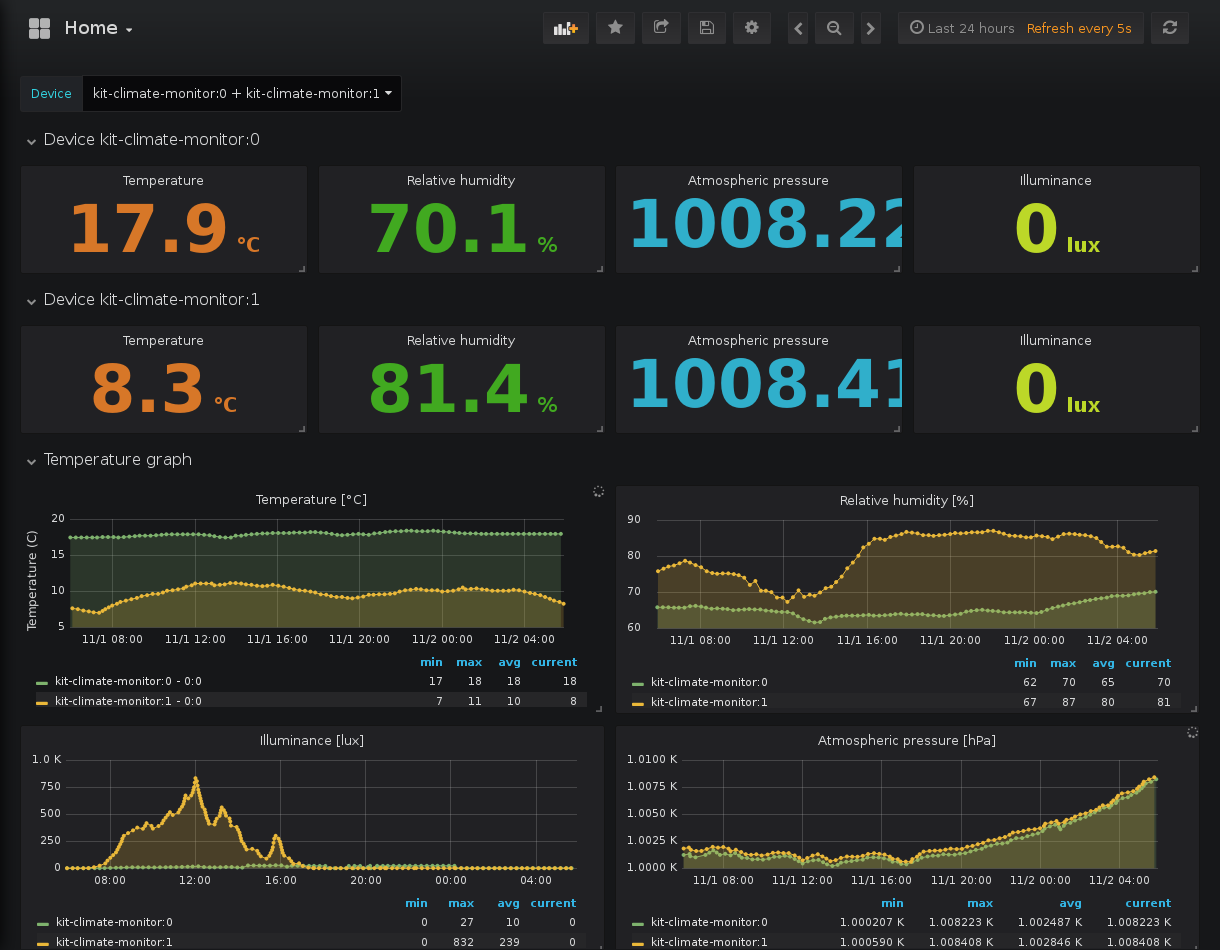 Home
Last 24 hours Refresh every 5s
Device kit-climate-monitor:0 + kit-climate-monitor:1
Device kit-climate-monitor:0
Temperature Relative humidity Atmospheric pressure Illuminance
17.9 °C 70.1 % 1008.22 0 lux
Device kit-climate-monitor:1
Temperature Relative humidity Atmospheric pressure Illuminance
8.3 °C 81.4 % 1008.41 0 lux
Temperature graph
Temperature [°C]
Temperature (C)
20
15
10
5
11/1 08:00 11/1 12:00 11/1 16:00 11/1 20:00 11/2 00:00 11/2 04:00
min max avg current
kit-climate-monitor:0 - 0:0 17 18 18 18
kit-climate-monitor:1 - 0:0 7 11 10 8
Relative humidity [%]
90
80
70
60
11/1 08:00 11/1 12:00 11/1 16:00 11/1 20:00 11/2 00:00 11/2 04:00
min max avg current
kit-climate-monitor:0 62 70 65 70
kit-climate-monitor:1 67 87 80 81
Illuminance [lux]
1.0 K
750
500
250
0
08:00 12:00 16:00 20:00 00:00 04:00
min max avg current
kit-climate-monitor:0 0 27 10 0
kit-climate-monitor:1 0 832 239 0
Atmospheric pressure [hPa]
1.0100 K
1.0075 K
1.0050 K
1.0025 K
1.0000 K
11/1 08:00 11/1 12:00 11/1 16:00 11/1 20:00 11/2 00:00 11/2 04:00
min max avg current
kit-climate-monitor:0 1.000207 K 1.008223 K 1.002487 K 1.008223 K
kit-climate-monitor:1 1.000590 K 1.008408 K 1.002846 K 1.008408 K